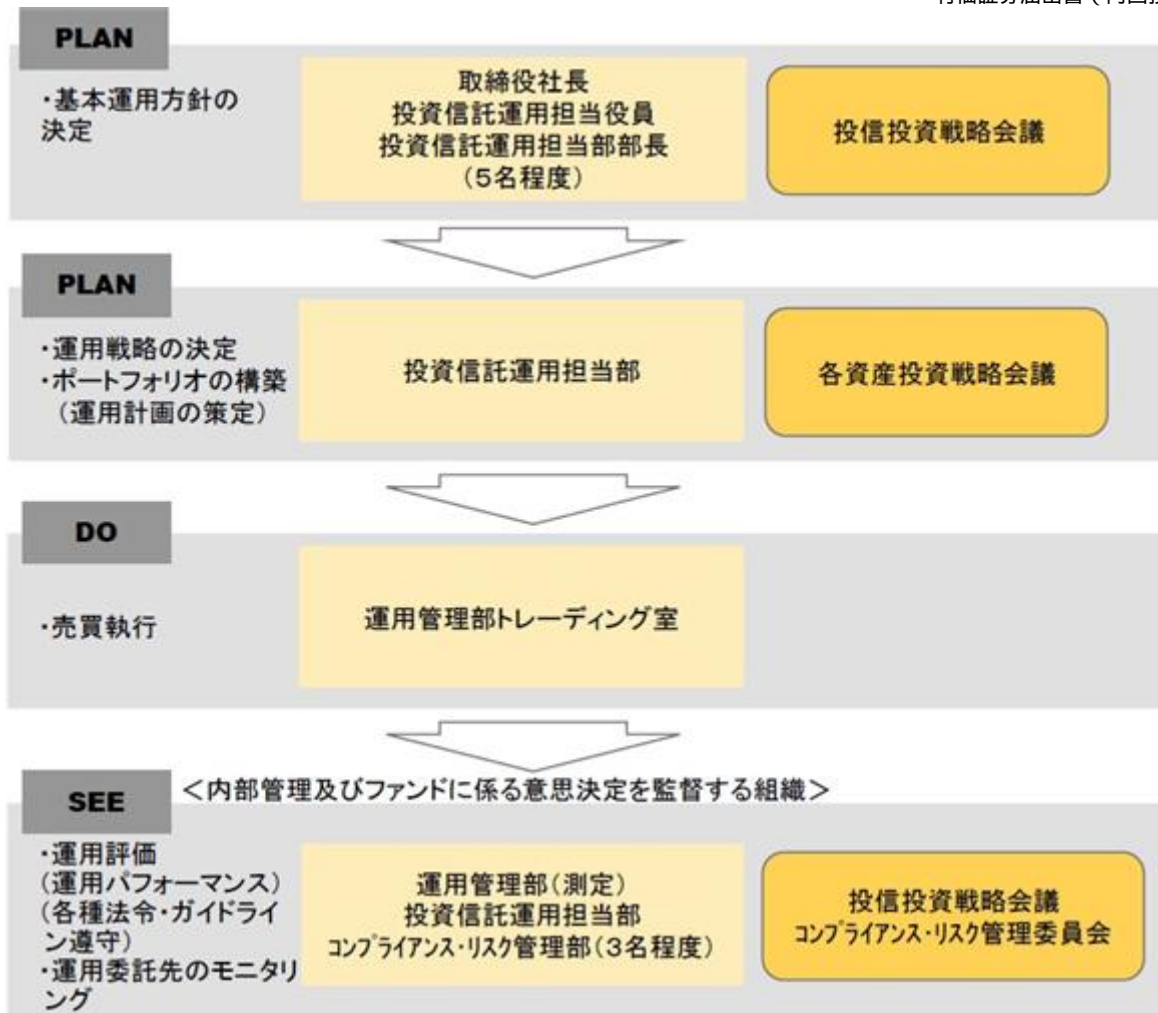 PLAN
・基本運用方針の
決定
取締役社長
投資信託運用担当役員
投資信託運用担当部部長
(5名程度)
投信投資戦略会議
PLAN
・運用戦略の決定
・ポートフォリオの構築
(運用計画の策定)
投資信託運用担当部
各資産投資戦略会議
DO
・売買執行
運用管理部トレーディング室
SEE
<内部管理及びファンドに係る意思決定を監督する組織>
・運用評価
(運用パフォーマンス)
(各種法令・ガイドライ
ン遵守)
・運用委託先のモニタリ
ング
運用管理部(測定)
投資信託運用担当部
コンプライアンス・リスク管理部(3名程度)
投信投資戦略会議
コンプライアンス・リスク管理委員会